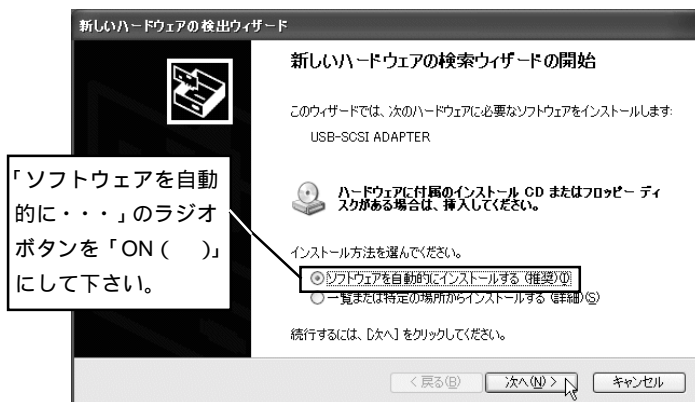 新しいハードウェアの検出ウィザード
新しいハードウェアの検索ウィザードの開始
このウィザードでは、次のハードウェアに必要なソフトウェアをインストールします:
USB-SCSI ADAPTER
ハードウェアに付属のインストール CD またはフロッピー ディ
スクがある場合は、挿入してください。
「ソフトウェアを自動
的に・・・」のラジオ
ボタンを「ON (　)」
にして下さい。
インストール方法を選んでください。
ソフトウェアを自動的にインストールする (推奨)(I)
一覧または特定の場所からインストールする (詳細)(S)
続行するには、[次へ] をクリックしてください。
< 戻る(B) 次へ(N) > キャンセル